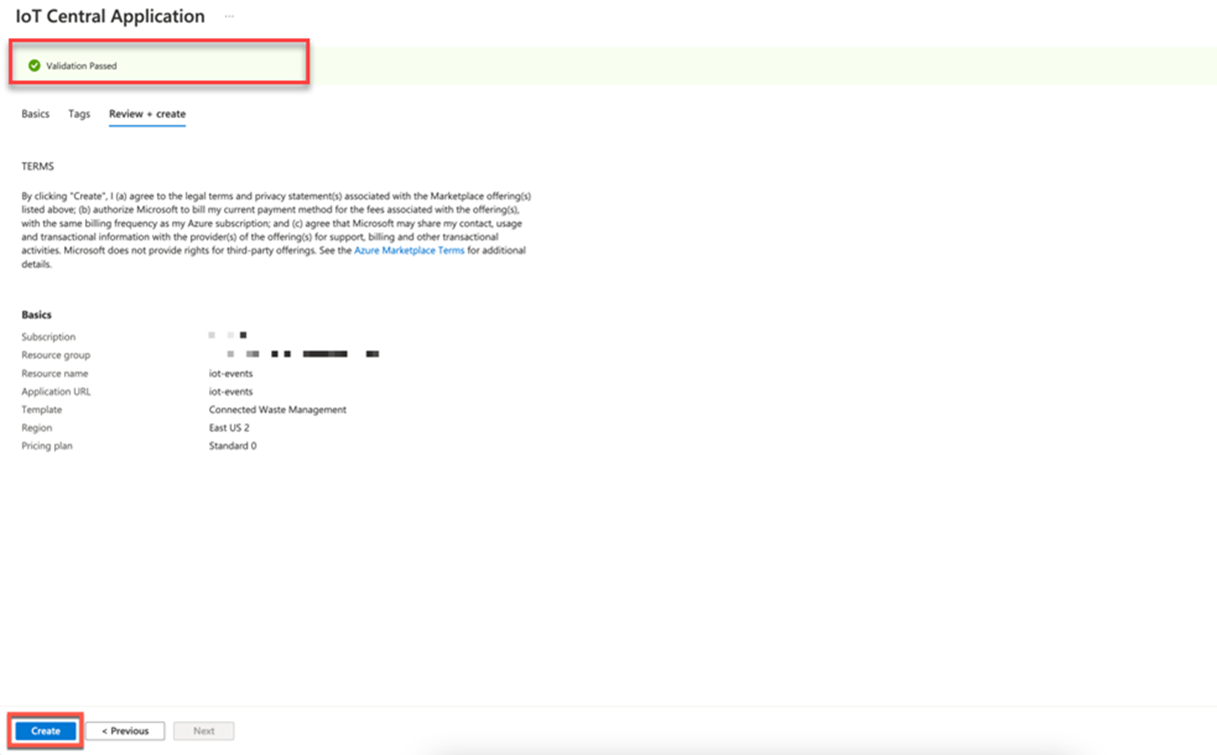 IoT Central Application ...
Validation Passed
Basics Tags Review + create
TERMS
By clicking "Create", I (a) agree to the legal terms and privacy statement(s) associated with the Marketplace offering(s)
listed above; (b) authorize Microsoft to bill my current payment method for the fees associated with the offering(s),
with the same billing frequency as my Azure subscription; and (c) agree that Microsoft may share my contact, usage
and transactional information with the provider(s) of the offering(s) for support, billing and other transactional
activities. Microsoft does not provide rights for third-party offerings. See the Azure Marketplace Terms for additional
details.
Basics
Subscription
Resource group
Resource name iot-events
Application URL iot-events
Template Connected Waste Management
Region East US 2
Pricing plan Standard 0
Create < Previous Next